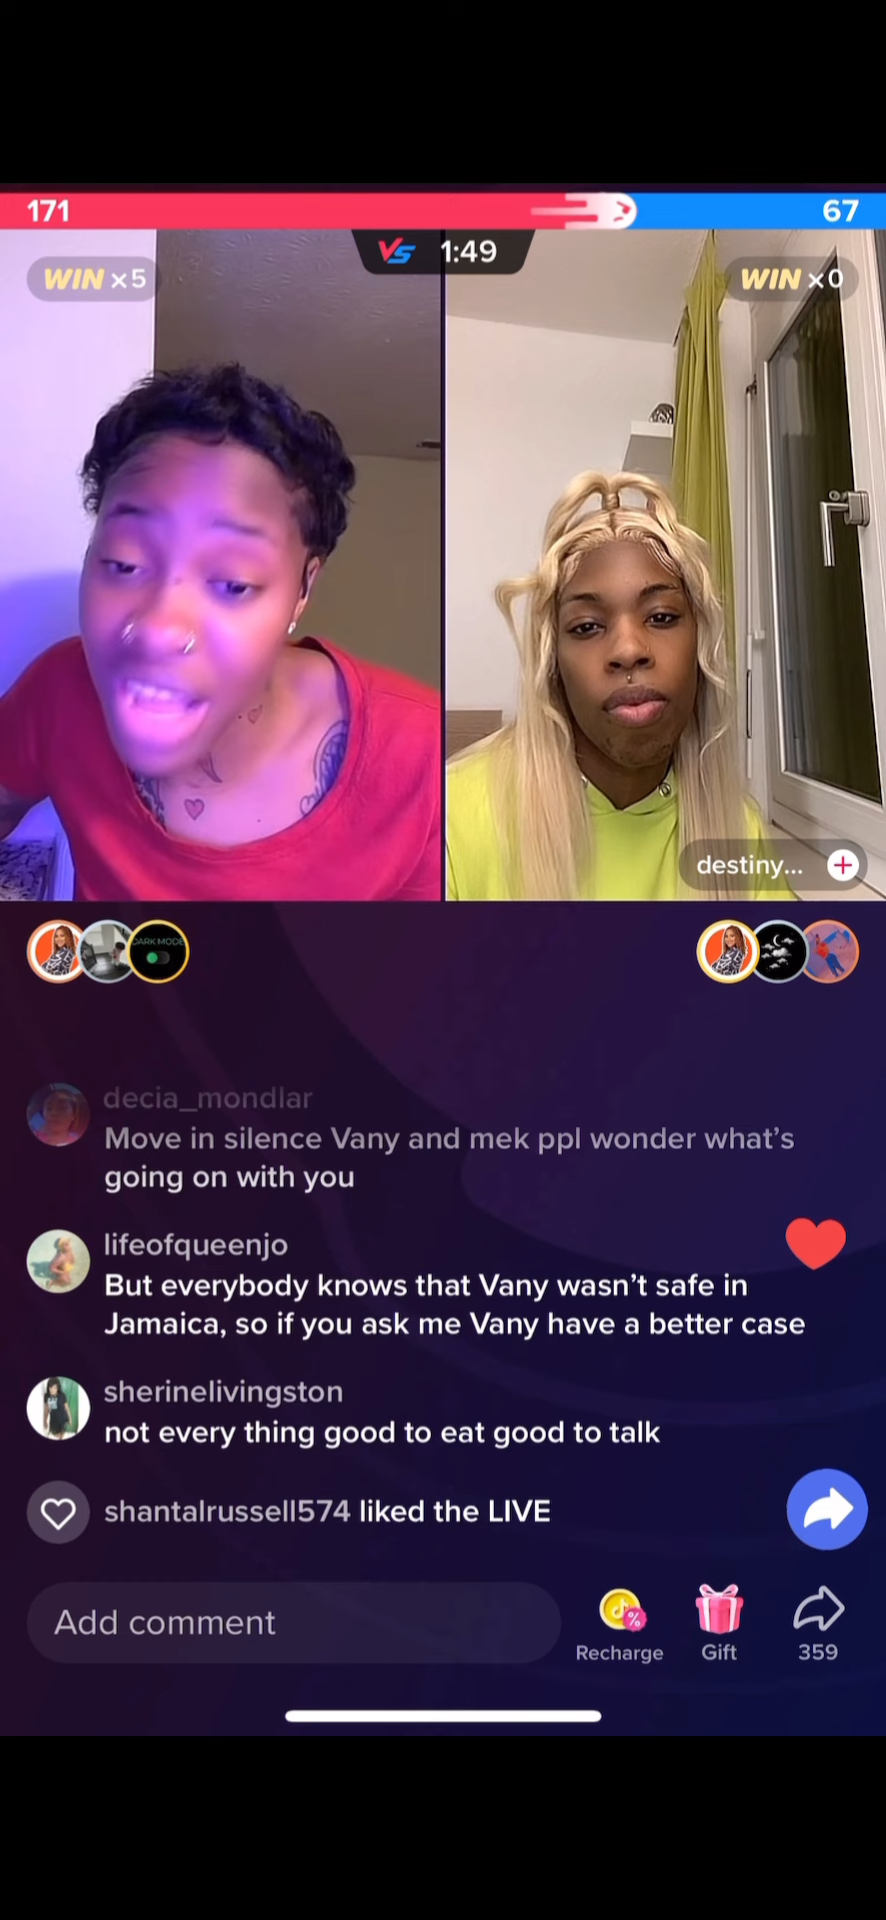 171
67
VS 1:49
WIN x5
WIN x0
destiny...
DARK MODE
decia_mondlar
Move in silence Vany and mek ppl wonder what's
going on with you
lifeofqueenjo
But everybody knows that Vany wasn't safe in
Jamaica, so if you ask me Vany have a better case
sherinelivingston
not every thing good to eat good to talk
shantalrussell574 liked the LIVE
Add comment
Recharge
Gift
359